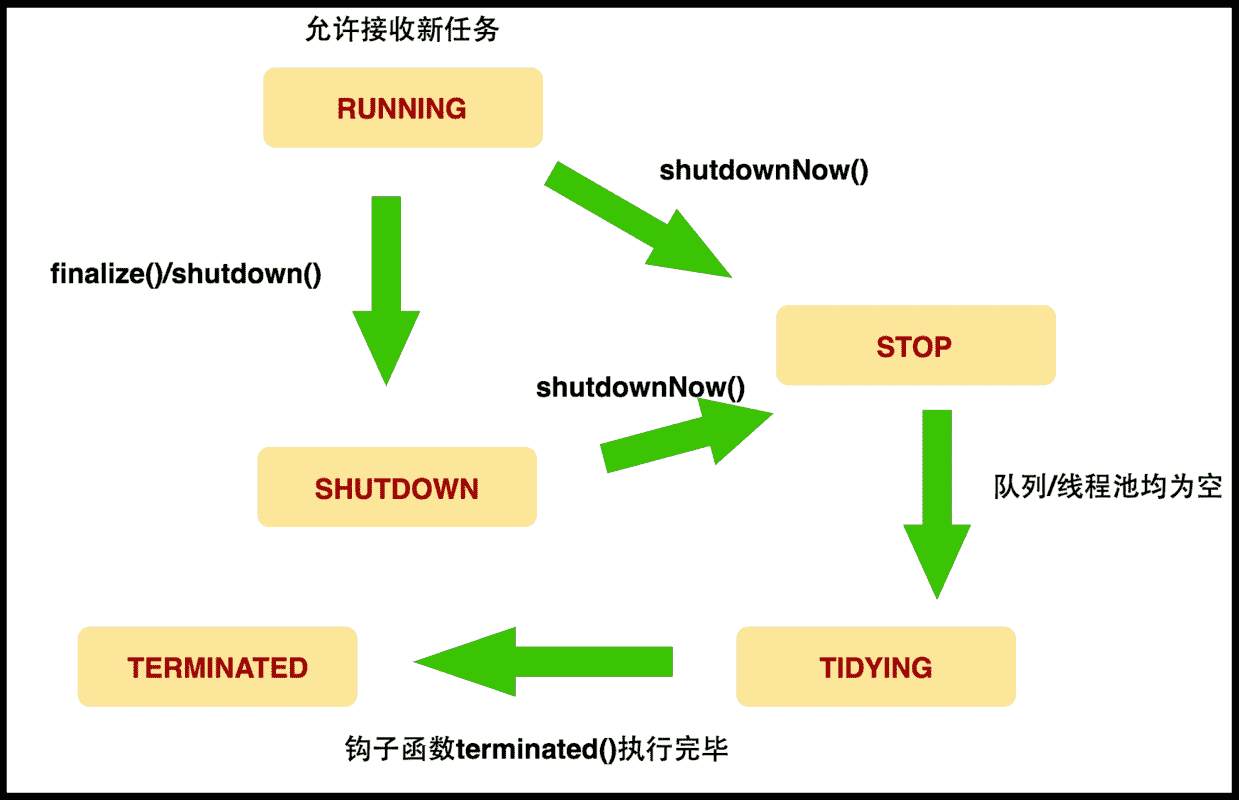 允许接收新任务
RUNNING
shutdownNow()
finalize()/shutdown()
STOP
shutdownNow()
SHUTDOWN
队列/线程池均为空
TERMINATED
TIDYING
钩子函数terminated()执行完毕